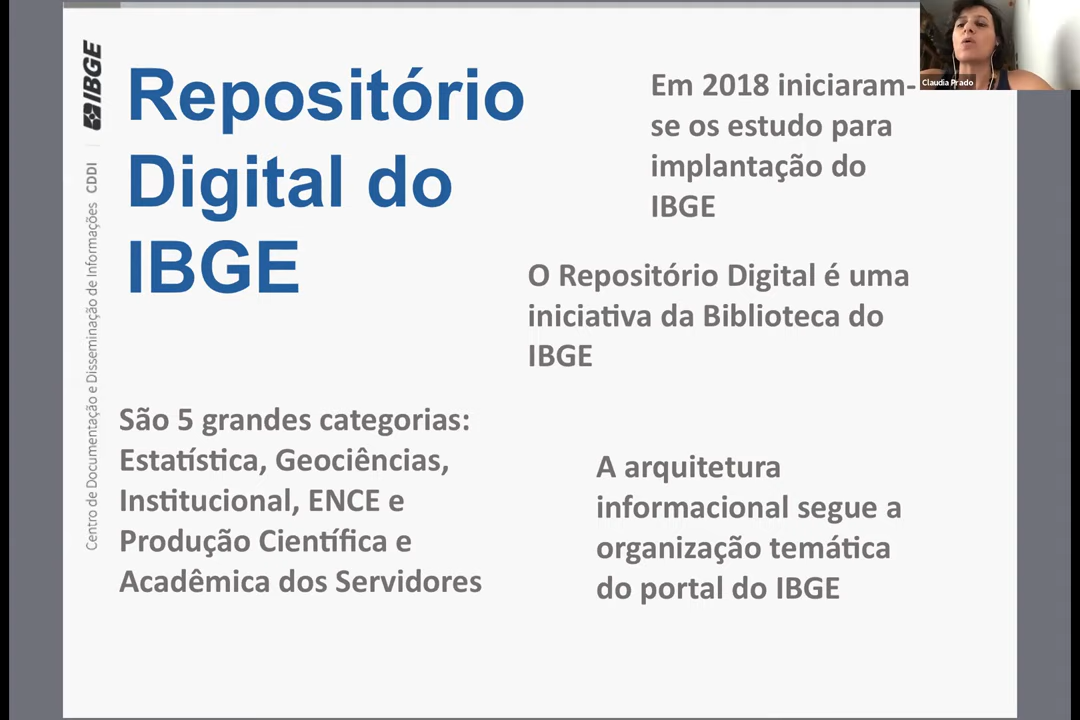 IBGE
Centro de Documentação e Disseminação de Informações CDDI
Repositório
Digital do
IBGE
Em 2018 iniciaram-
se os estudo para
implantação do
IBGE
Claudia Prado
O Repositório Digital é uma
iniciativa da Biblioteca do
IBGE
São 5 grandes categorias:
Estatística, Geociências,
Institucional, ENCE e
Produção Científica e
Acadêmica dos Servidores
A arquitetura
informacional segue a
organização temática
do portal do IBGE